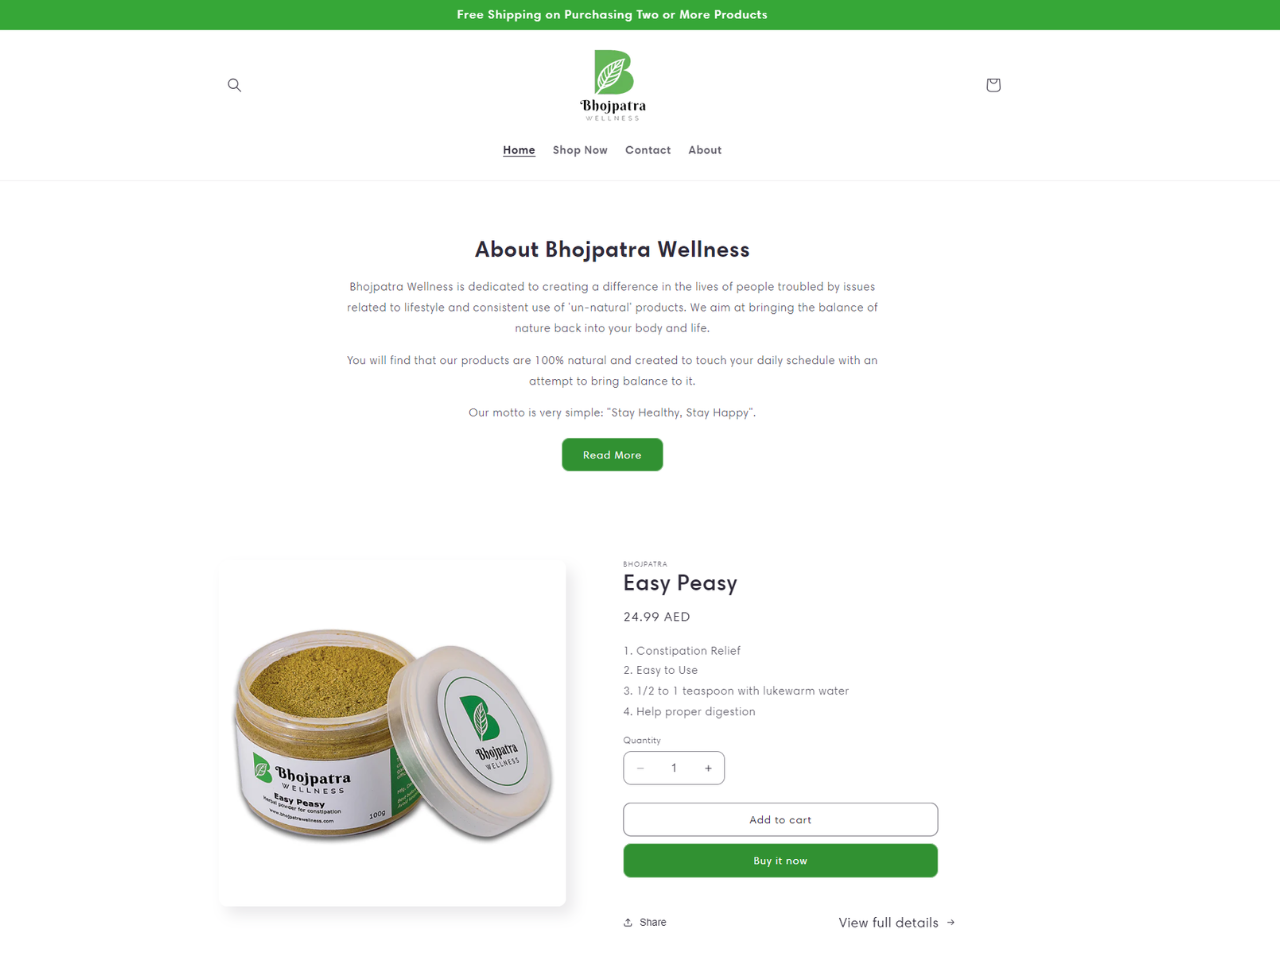 Free Shipping on Purchasing Two or More Products
Bhojpatra
WELLNESS
Home Shop Now Contact About
About Bhojpatra Wellness
Bhojpatra Wellness is dedicated to creating a difference in the lives of people troubled by issues
related to lifestyle and consistent use of 'un-natural' products. We aim at bringing the balance of
nature back into your body and life.
You will find that our products are 100% natural and created to touch your daily schedule with an
attempt to bring balance to it.
Our motto is very simple: "Stay Healthy, Stay Happy".
Read More
Bhojpatra
WELLNESS
Easy Peasy
Herbal powder for constipation
www.bhojpatrawellness.com
100g
Bhojpatra
WELLNESS
BHOJPATRA
Easy Peasy
24.99 AED
1. Constipation Relief
2. Easy to Use
3. 1/2 to 1 teaspoon with lukewarm water
4. Help proper digestion
Quantity
− 1 +
Add to cart
Buy it now
Share
View full details →